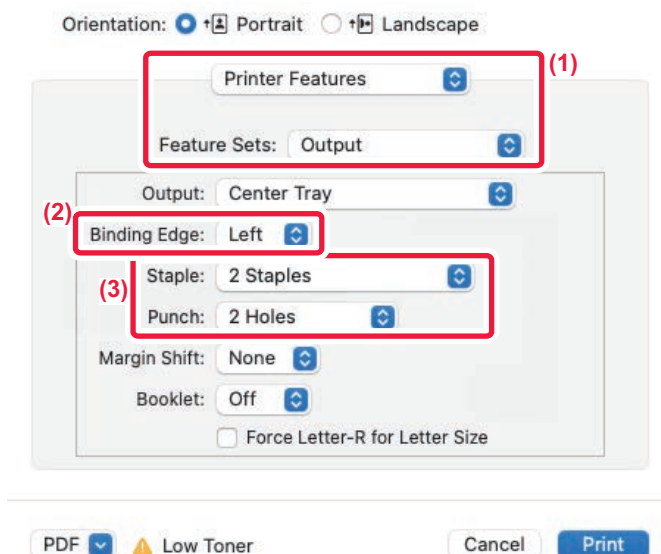 Orientation: Portrait Landscape
(1)
Printer Features
Feature Sets: Output
Output: Center Tray
(2)
Binding Edge: Left
(3)
Staple: 2 Staples
Punch: 2 Holes
Margin Shift: None
Booklet: Off
Force Letter-R for Letter Size
PDF Low Toner Cancel Print